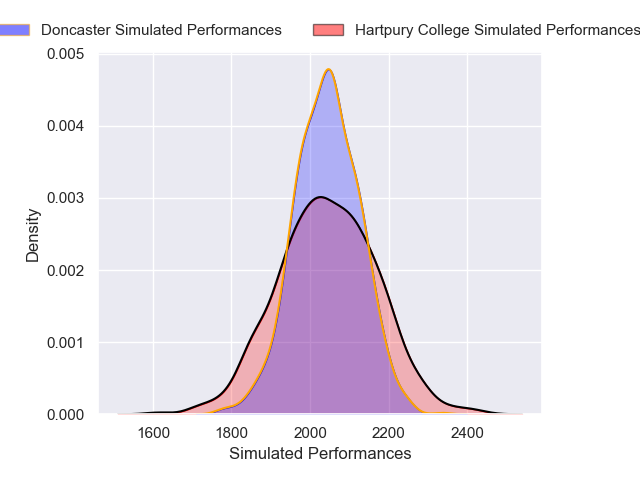 Doncaster Simulated Performances Hartpury College Simulated Performances
0.005
0.004
0.003
0.002
0.001
0.000
Density
1600 1800 2000 2200 2400
Simulated Performances